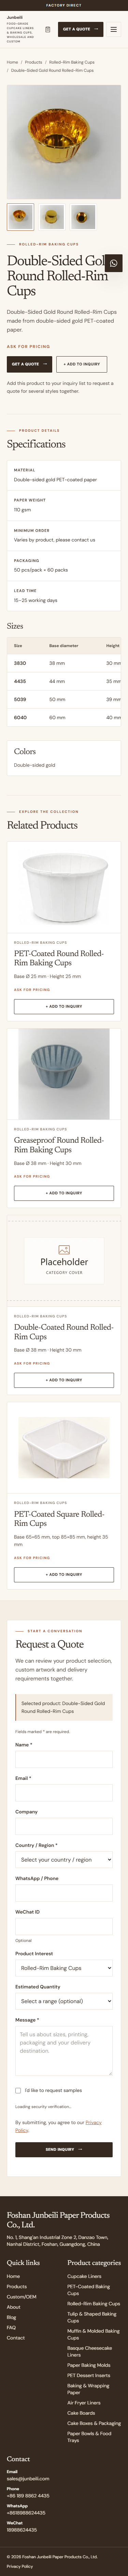 FACTORY DIRECT
Junbeili
FOOD-GRADE
CUPCAKE LINERS
& BAKING CUPS,
WHOLESALE AND
CUSTOM
GET A QUOTE →
Home / Products / Rolled-Rim Baking Cups
/ Double-Sided Gold Round Rolled-Rim Cups
ROLLED-RIM BAKING CUPS
Double-Sided Gold
Round Rolled-Rim
Cups
Double-Sided Gold Round Rolled-Rim Cups
made from double-sided gold pet-coated
paper.
ASK FOR PRICING
GET A QUOTE →
+ ADD TO INQUIRY
Add this product to your inquiry list to request a
quote for several styles together.
PRODUCT DETAILS
Specifications
MATERIAL
Double-sided gold PET-coated paper
PAPER WEIGHT
110 gsm
MINIMUM ORDER
Varies by product, please contact us
PACKAGING
50 pcs/pack × 60 packs
LEAD TIME
15–25 working days
Sizes
Size Base diameter Height
3830 38 mm 30 mm
4435 44 mm 35 mm
5039 50 mm 39 mm
6040 60 mm 40 mm
Colors
Double-sided gold
EXPLORE THE COLLECTION
Related Products
ROLLED-RIM BAKING CUPS
PET-Coated Round Rolled-
Rim Baking Cups
Base Ø 25 mm · Height 25 mm
ASK FOR PRICING
+ ADD TO INQUIRY
ROLLED-RIM BAKING CUPS
Greaseproof Round Rolled-
Rim Baking Cups
Base Ø 38 mm · Height 30 mm
ASK FOR PRICING
+ ADD TO INQUIRY
Placeholder
CATEGORY COVER
ROLLED-RIM BAKING CUPS
Double-Coated Round Rolled-
Rim Cups
Base Ø 38 mm · Height 30 mm
ASK FOR PRICING
+ ADD TO INQUIRY
ROLLED-RIM BAKING CUPS
PET-Coated Square Rolled-
Rim Cups
Base 65×65 mm, top 85×85 mm, height 35
mm
ASK FOR PRICING
+ ADD TO INQUIRY
START A CONVERSATION
Request a Quote
We can review your product selection,
custom artwork and delivery
requirements together.
Selected product: Double-Sided Gold
Round Rolled-Rim Cups
Fields marked * are required
Name *
Email *
Company
Country / Region *
Select your country / region
WhatsApp / Phone
WeChat ID
Optional
Product Interest
Rolled-Rim Baking Cups
Estimated Quantity
Select a range (optional)
Message *
Tell us about sizes, printing,
packaging and your delivery
destination.
I'd like to request samples
Loading security verification…
By submitting, you agree to our Privacy
Policy.
SEND INQUIRY →
Foshan Junbeili Paper Products
Co., Ltd.
No. 1, Shang'an Industrial Zone 2, Danzao Town,
Nanhai District, Foshan, Guangdong, China
Quick links
Home
Products
Custom/OEM
About
Blog
FAQ
Contact
Product categories
Cupcake Liners
PET-Coated Baking
Cups
Rolled-Rim Baking Cups
Tulip & Shaped Baking
Cups
Muffin & Molded Baking
Cups
Basque Cheesecake
Liners
Paper Baking Molds
PET Dessert Inserts
Baking & Wrapping
Paper
Air Fryer Liners
Cake Boards
Cake Boxes & Packaging
Paper Bowls & Food
Trays
Contact
Email
sales@junbeili.com
Phone
+86 189 8862 4435
WhatsApp
+8618988624435
WeChat
18988624435
© 2026 Foshan Junbeili Paper Products Co., Ltd.
Privacy Policy